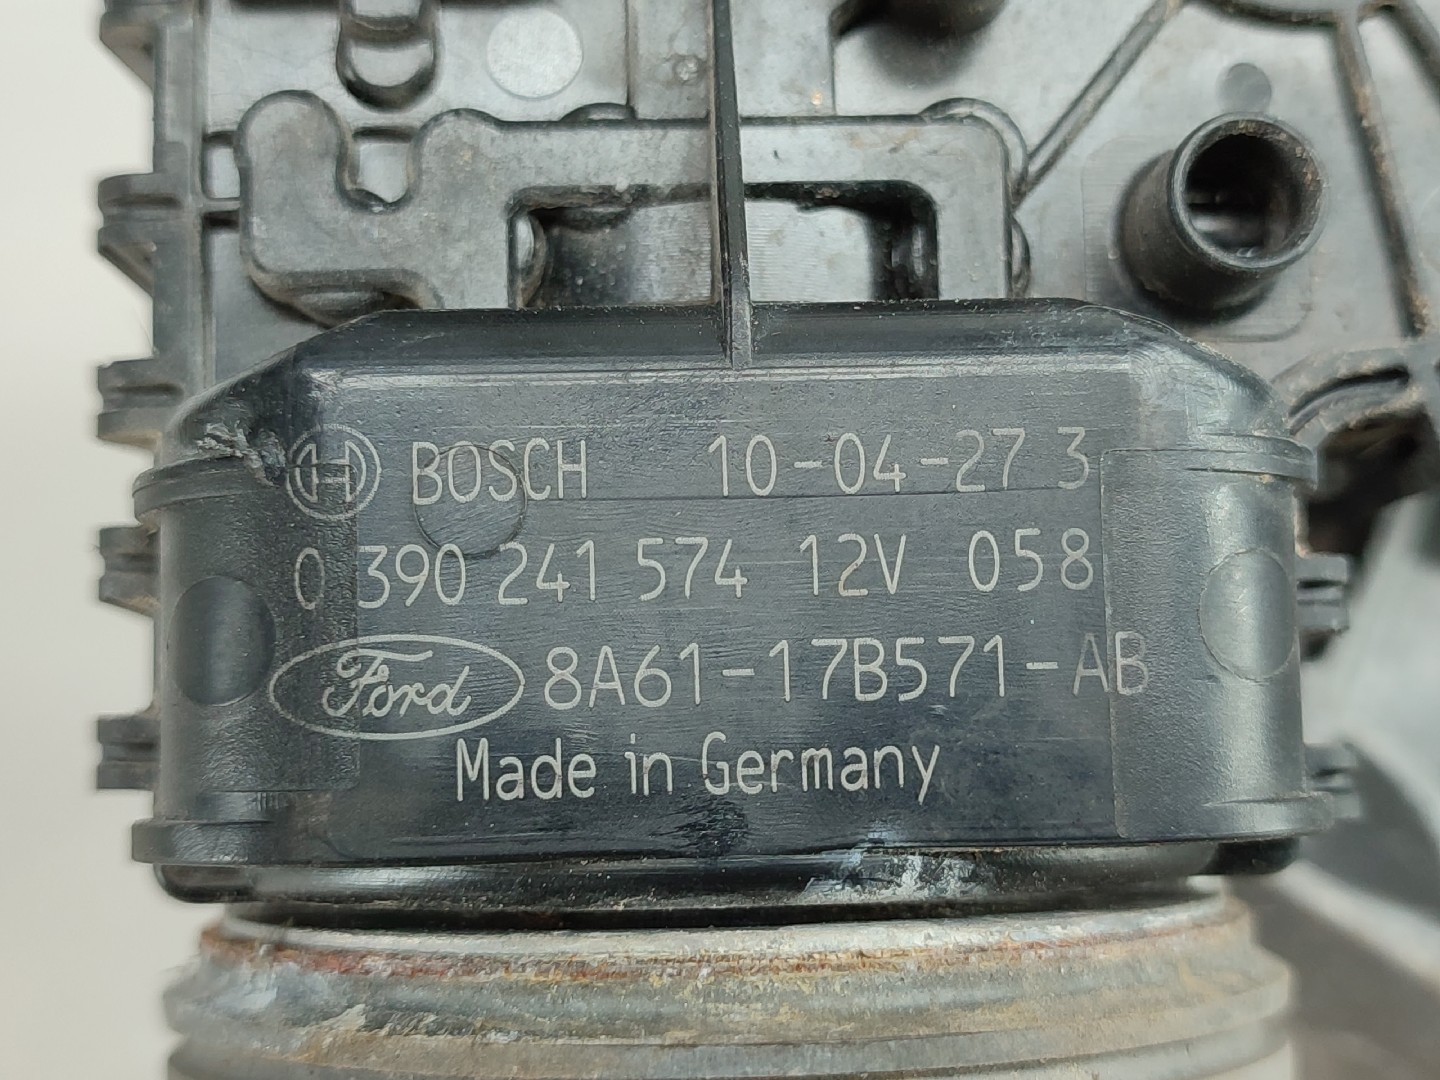 BOSCH 10-04-27 3
0 390 241 574 12V 058
Ford 8A61-17B571-AB
Made in Germany